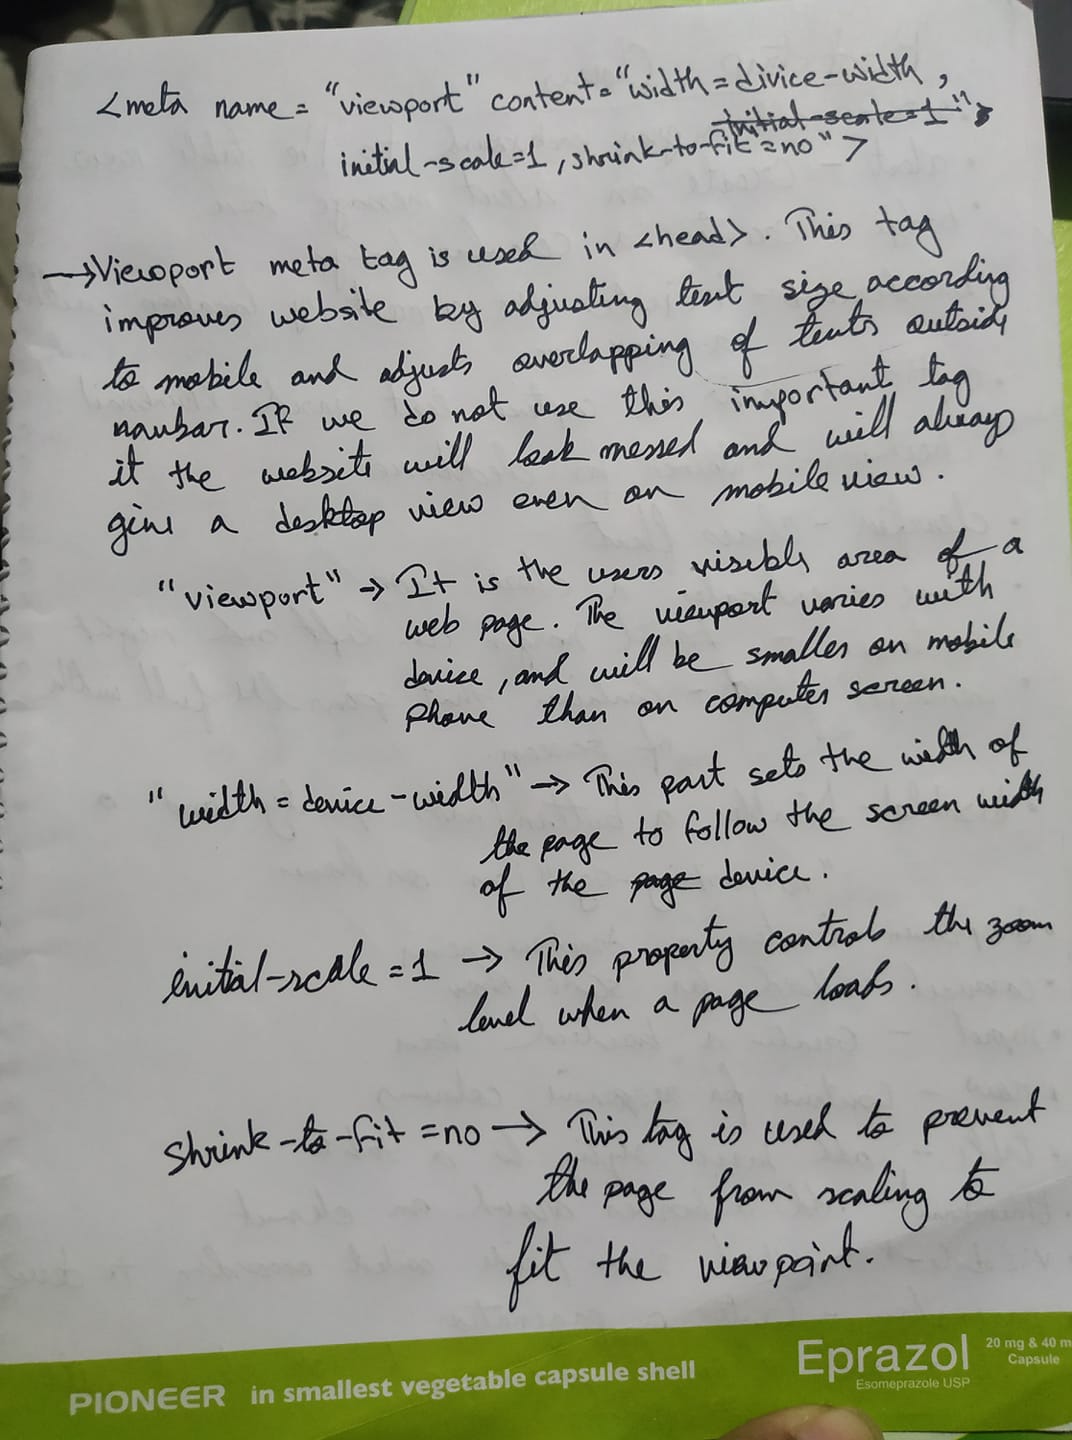 <meta name = "viewport" content = "width = divice-width ,
initial-scale=1">
initial-scale=1 , shrink-to-fit = no" >
→ Viewport meta tag is used in <head>. This tag
improves website by adjusting text size according
to mobile and adjusts overlapping of texts outside
navbar. If we do not use this important tag
it the website will look messed and will always
give a desktop view even on mobile view.
"viewport" → It is the users visible area of a
web page. The viewport varies with
device, and will be smaller on mobile
phone than on computer screen.
"width = device-width" → This part sets the width of
the page to follow the screen width
of the page device.
initial-scale = 1 → This property controls the zoom
level when a page loads.
shrink-to-fit = no → This tag is used to prevent
the page from scaling to
fit the viewpoint.
PIONEER in smallest vegetable capsule shell
Eprazol 20 mg & 40 m
Capsule
Esomeprazole USP